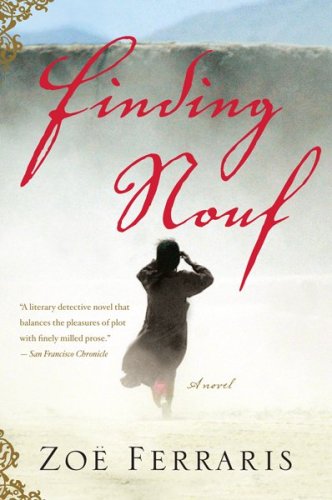 Finding
Nouf
"A literary detective novel that
balances the pleasures of plot
with finely milled prose."
— San Francisco Chronicle
A novel
ZOË FERRARIS